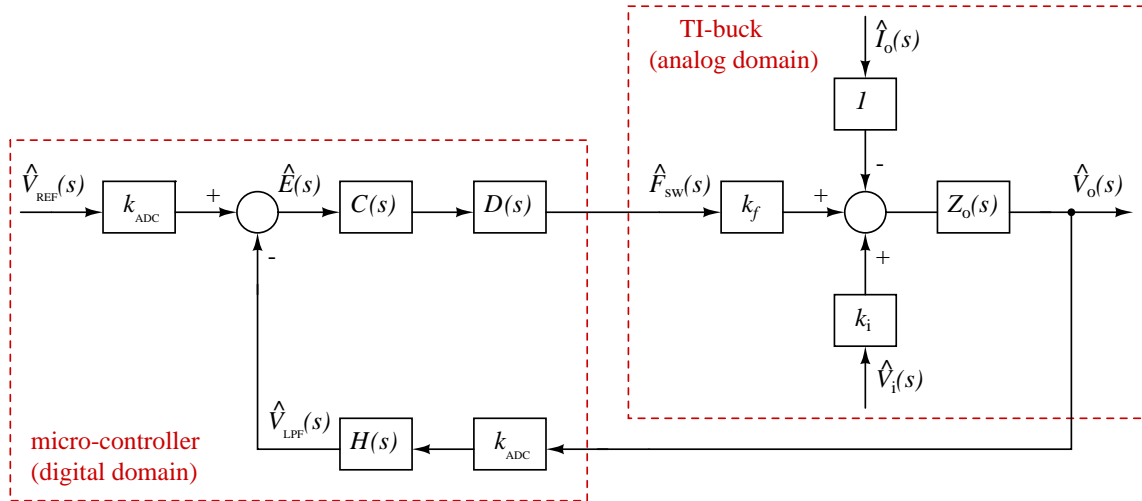 TI-buck
(analog domain)
Îₒ(s)
1
-
V̂_REF(s)
k_ADC
+
Ê(s)
C(s)
D(s)
F̂_sw(s)
k_f
+
Z_o(s)
V̂_o(s)
-
+
k_i
V̂_i(s)
V̂_LPF(s)
H(s)
k_ADC
micro-controller
(digital domain)